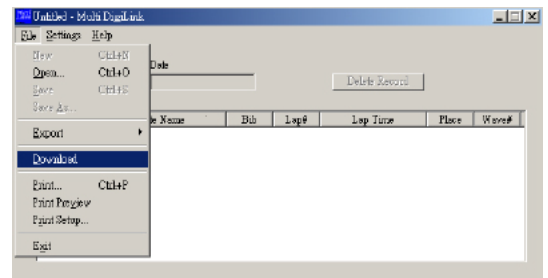 Untitled - Multi DigiLink
File Settings Help
New Ctrl+N
Open... Ctrl+O
Save Ctrl+S
Save As...
Export
Download
Print... Ctrl+P
Print Preview
Print Setup...
Exit
Date
Delete Record
Name Bib Lap# Lap Time Place Wave#